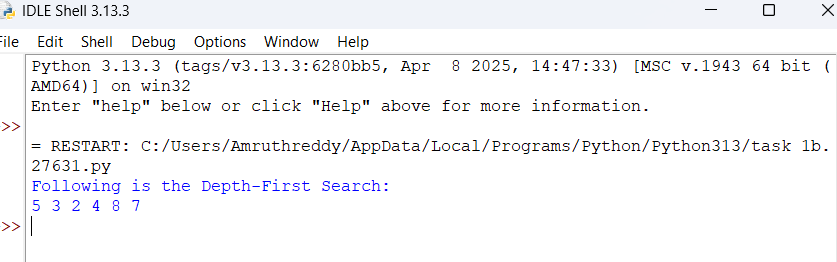 IDLE Shell 3.13.3
File Edit Shell Debug Options Window Help
Python 3.13.3 (tags/v3.13.3:6280bb5, Apr  8 2025, 14:47:33) [MSC v.1943 64 bit (
AMD64)] on win32
Enter "help" below or click "Help" above for more information.
>>
= RESTART: C:/Users/Amruthreddy/AppData/Local/Programs/Python/Python313/task 1b.
27631.py
Following is the Depth-First Search:
5 3 2 4 8 7
>>